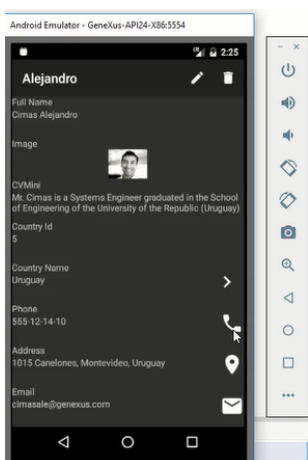 Android Emulator - GeneXus-API24-X86:5554
2:25
Alejandro
Full Name
Cimas Alejandro
Image
CVMini
Mr. Cimas is a Systems Engineer graduated in the School
of Engineering of the University of the Republic (Uruguay)
Country Id
5
Country Name
Uruguay
Phone
555-12-14-10
Address
1015 Canelones, Montevideo, Uruguay
Email
cimasale@genexus.com